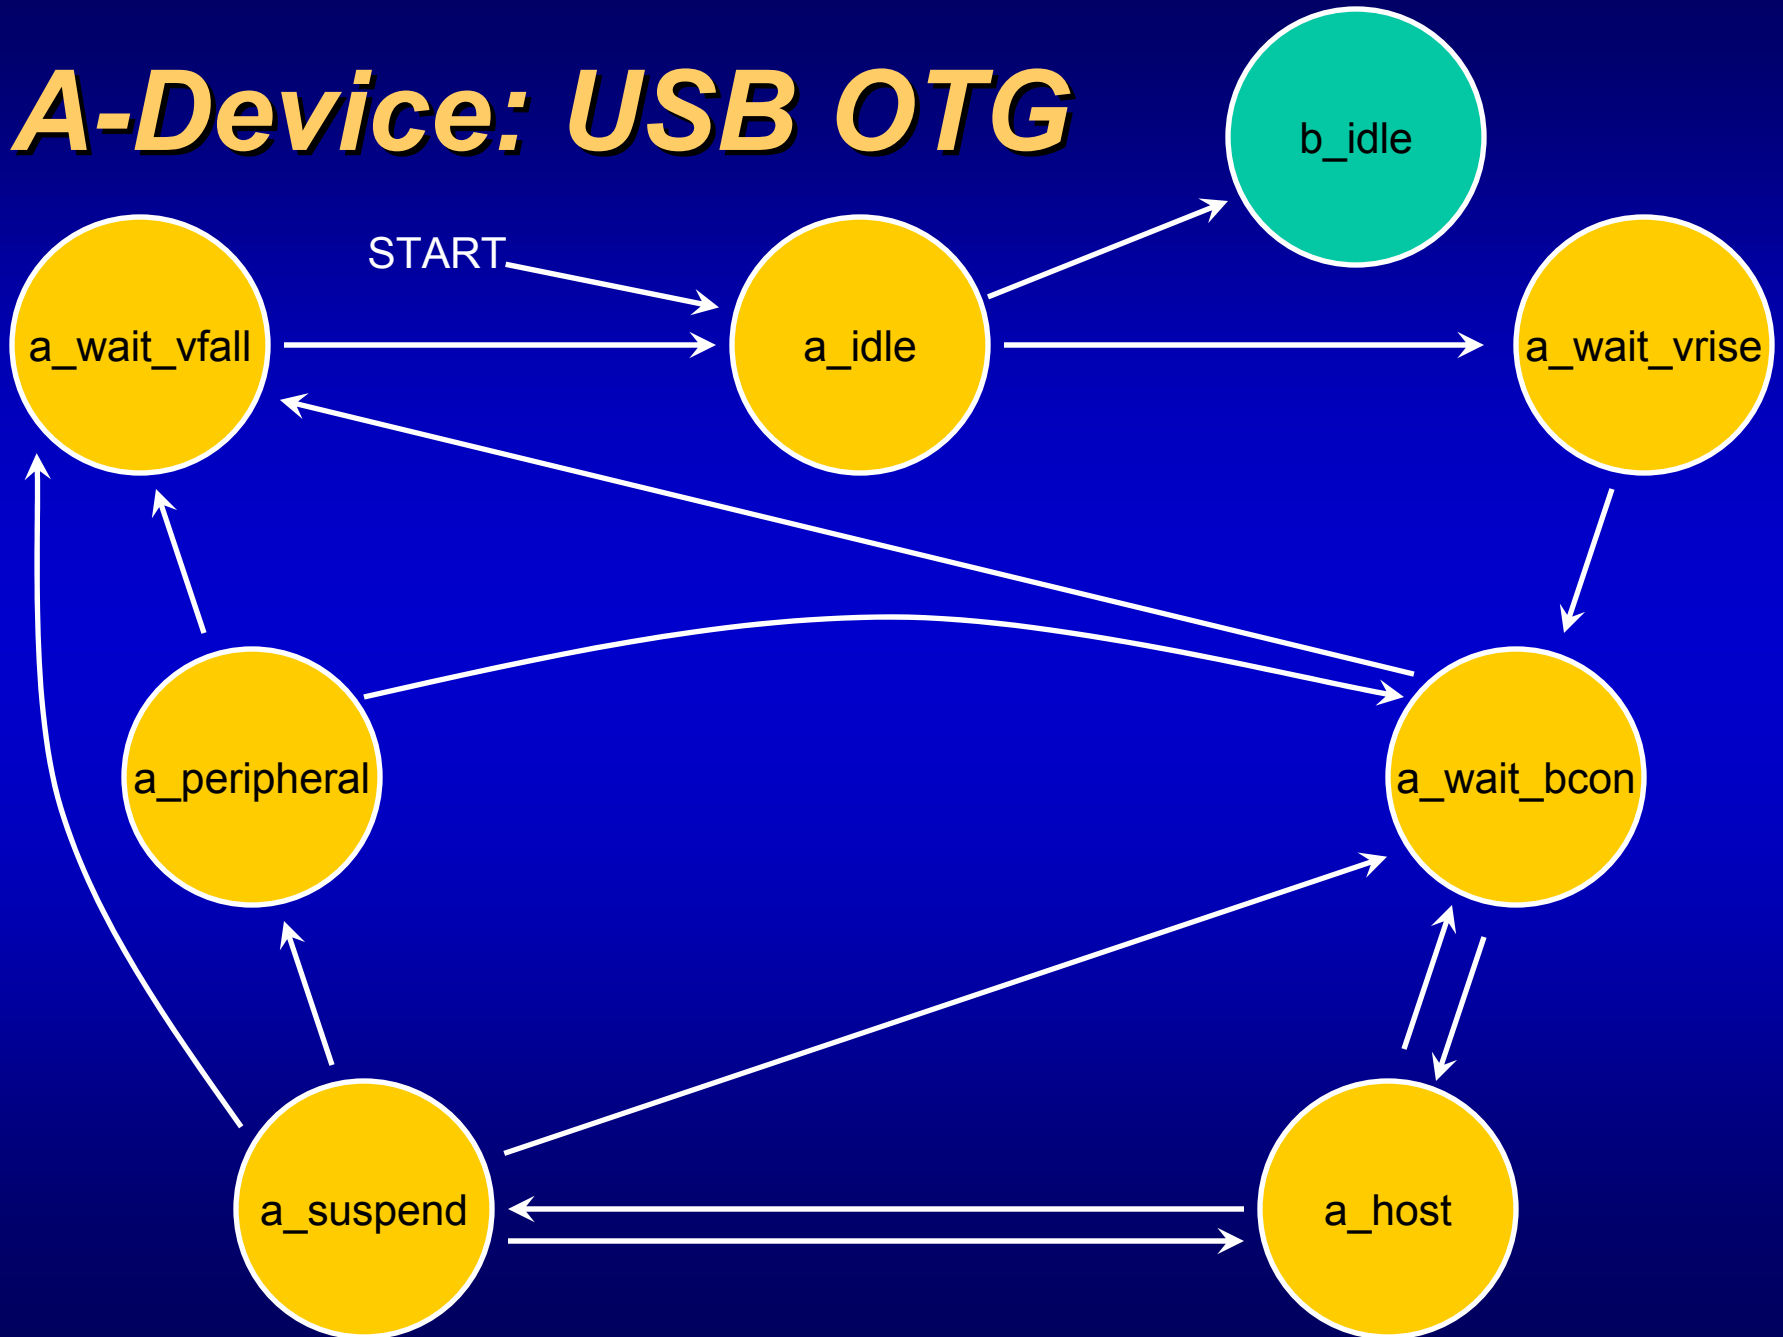 A-Device: USB OTG
b_idle
START
a_wait_vfall
a_idle
a_wait_vrise
a_peripheral
a_wait_bcon
a_suspend
a_host